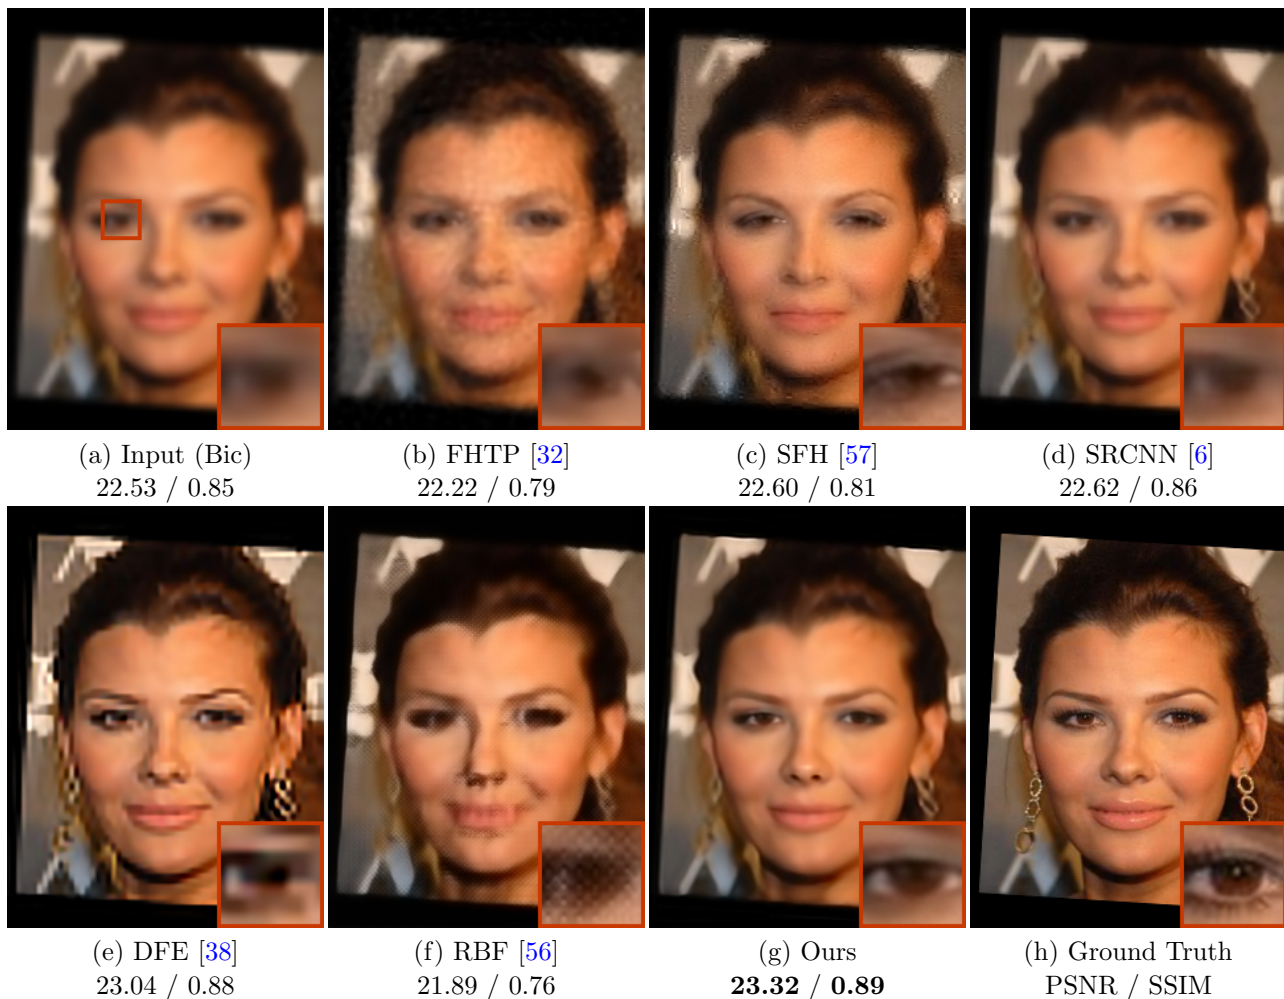 (a) Input (Bic)
22.53 / 0.85
(b) FHTP [32]
22.22 / 0.79
(c) SFH [57]
22.60 / 0.81
(d) SRCNN [6]
22.62 / 0.86
(e) DFE [38]
23.04 / 0.88
(f) RBF [56]
21.89 / 0.76
(g) Ours
23.32 / 0.89
(h) Ground Truth
PSNR / SSIM